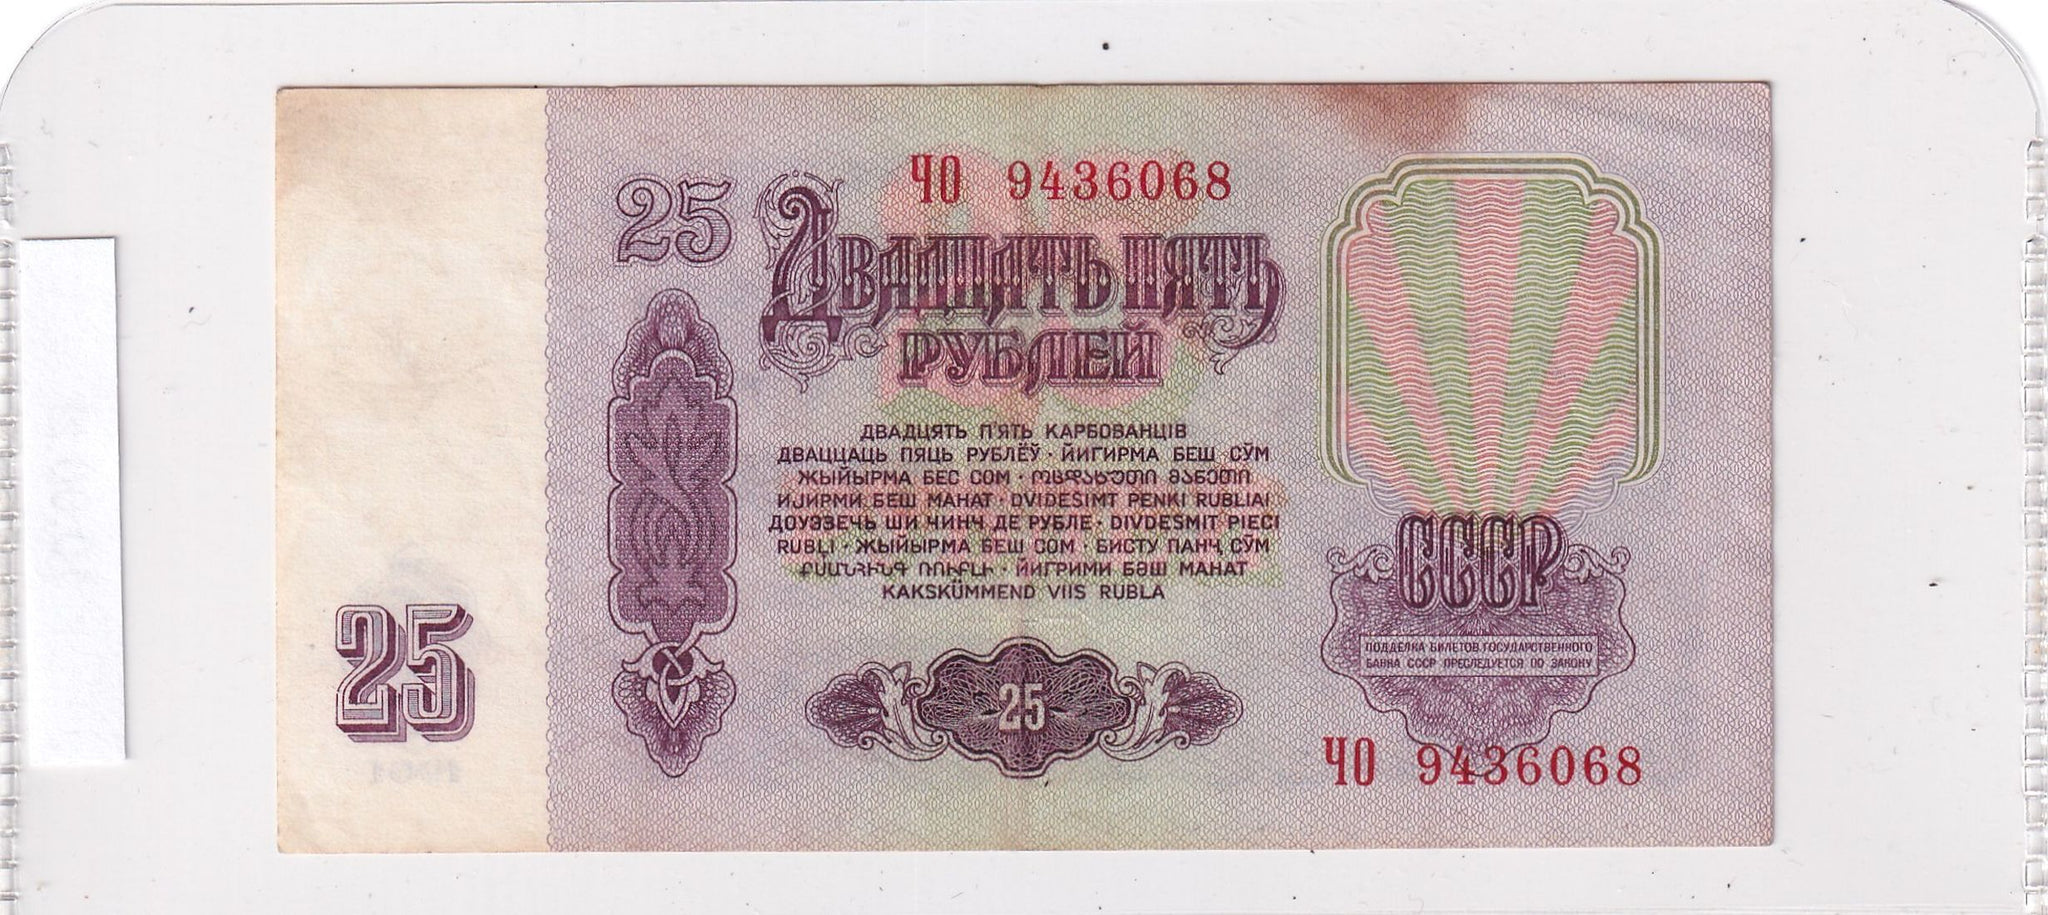 ЧО 9436068
25
Двадцать пять
рублей
ДВАДЦЯТЬ П'ЯТЬ КАРБОВАНЦІВ
ДВАЦЦАЦЬ ПЯЦЬ РУБЛЁЎ · ЙИГИРМА БЕШ СЎМ
ЖЫЙЫРМА БЕС СОМ · ოცდახუთი მანეთი
ИЈИРМИ БЕШ МАНАТ · DVIDEŠIMT PENKI RUBLIAI
ДОУЭЗЕЧЬ ШИ ЧИНЧ ДЕ РУБЛЕ · DIVDESMIT PIECI
RUBĻI · ЖЫЙЫРМА БЕШ СОМ · БИСТУ ПАНҶ СӮМ
ՔՍԱՆՀԻՆԳ ՌՈՒԲԼԻ · ЙИГРИМИ БӘШ МАНАТ
KAKSKÜMMEND VIIS RUBLA
СССР
ПОДДЕЛКА БИЛЕТОВ ГОСУДАРСТВЕННОГО
БАНКА СССР ПРЕСЛЕДУЕТСЯ ПО ЗАКОНУ
25
25
ЧО 9436068